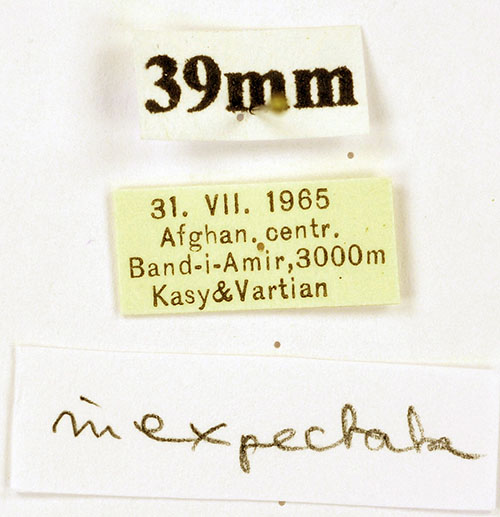 39mm
31. VII. 1965
Afghan. centr.
Band-i-Amir,3000m
Kasy&Vartian
inexpectata